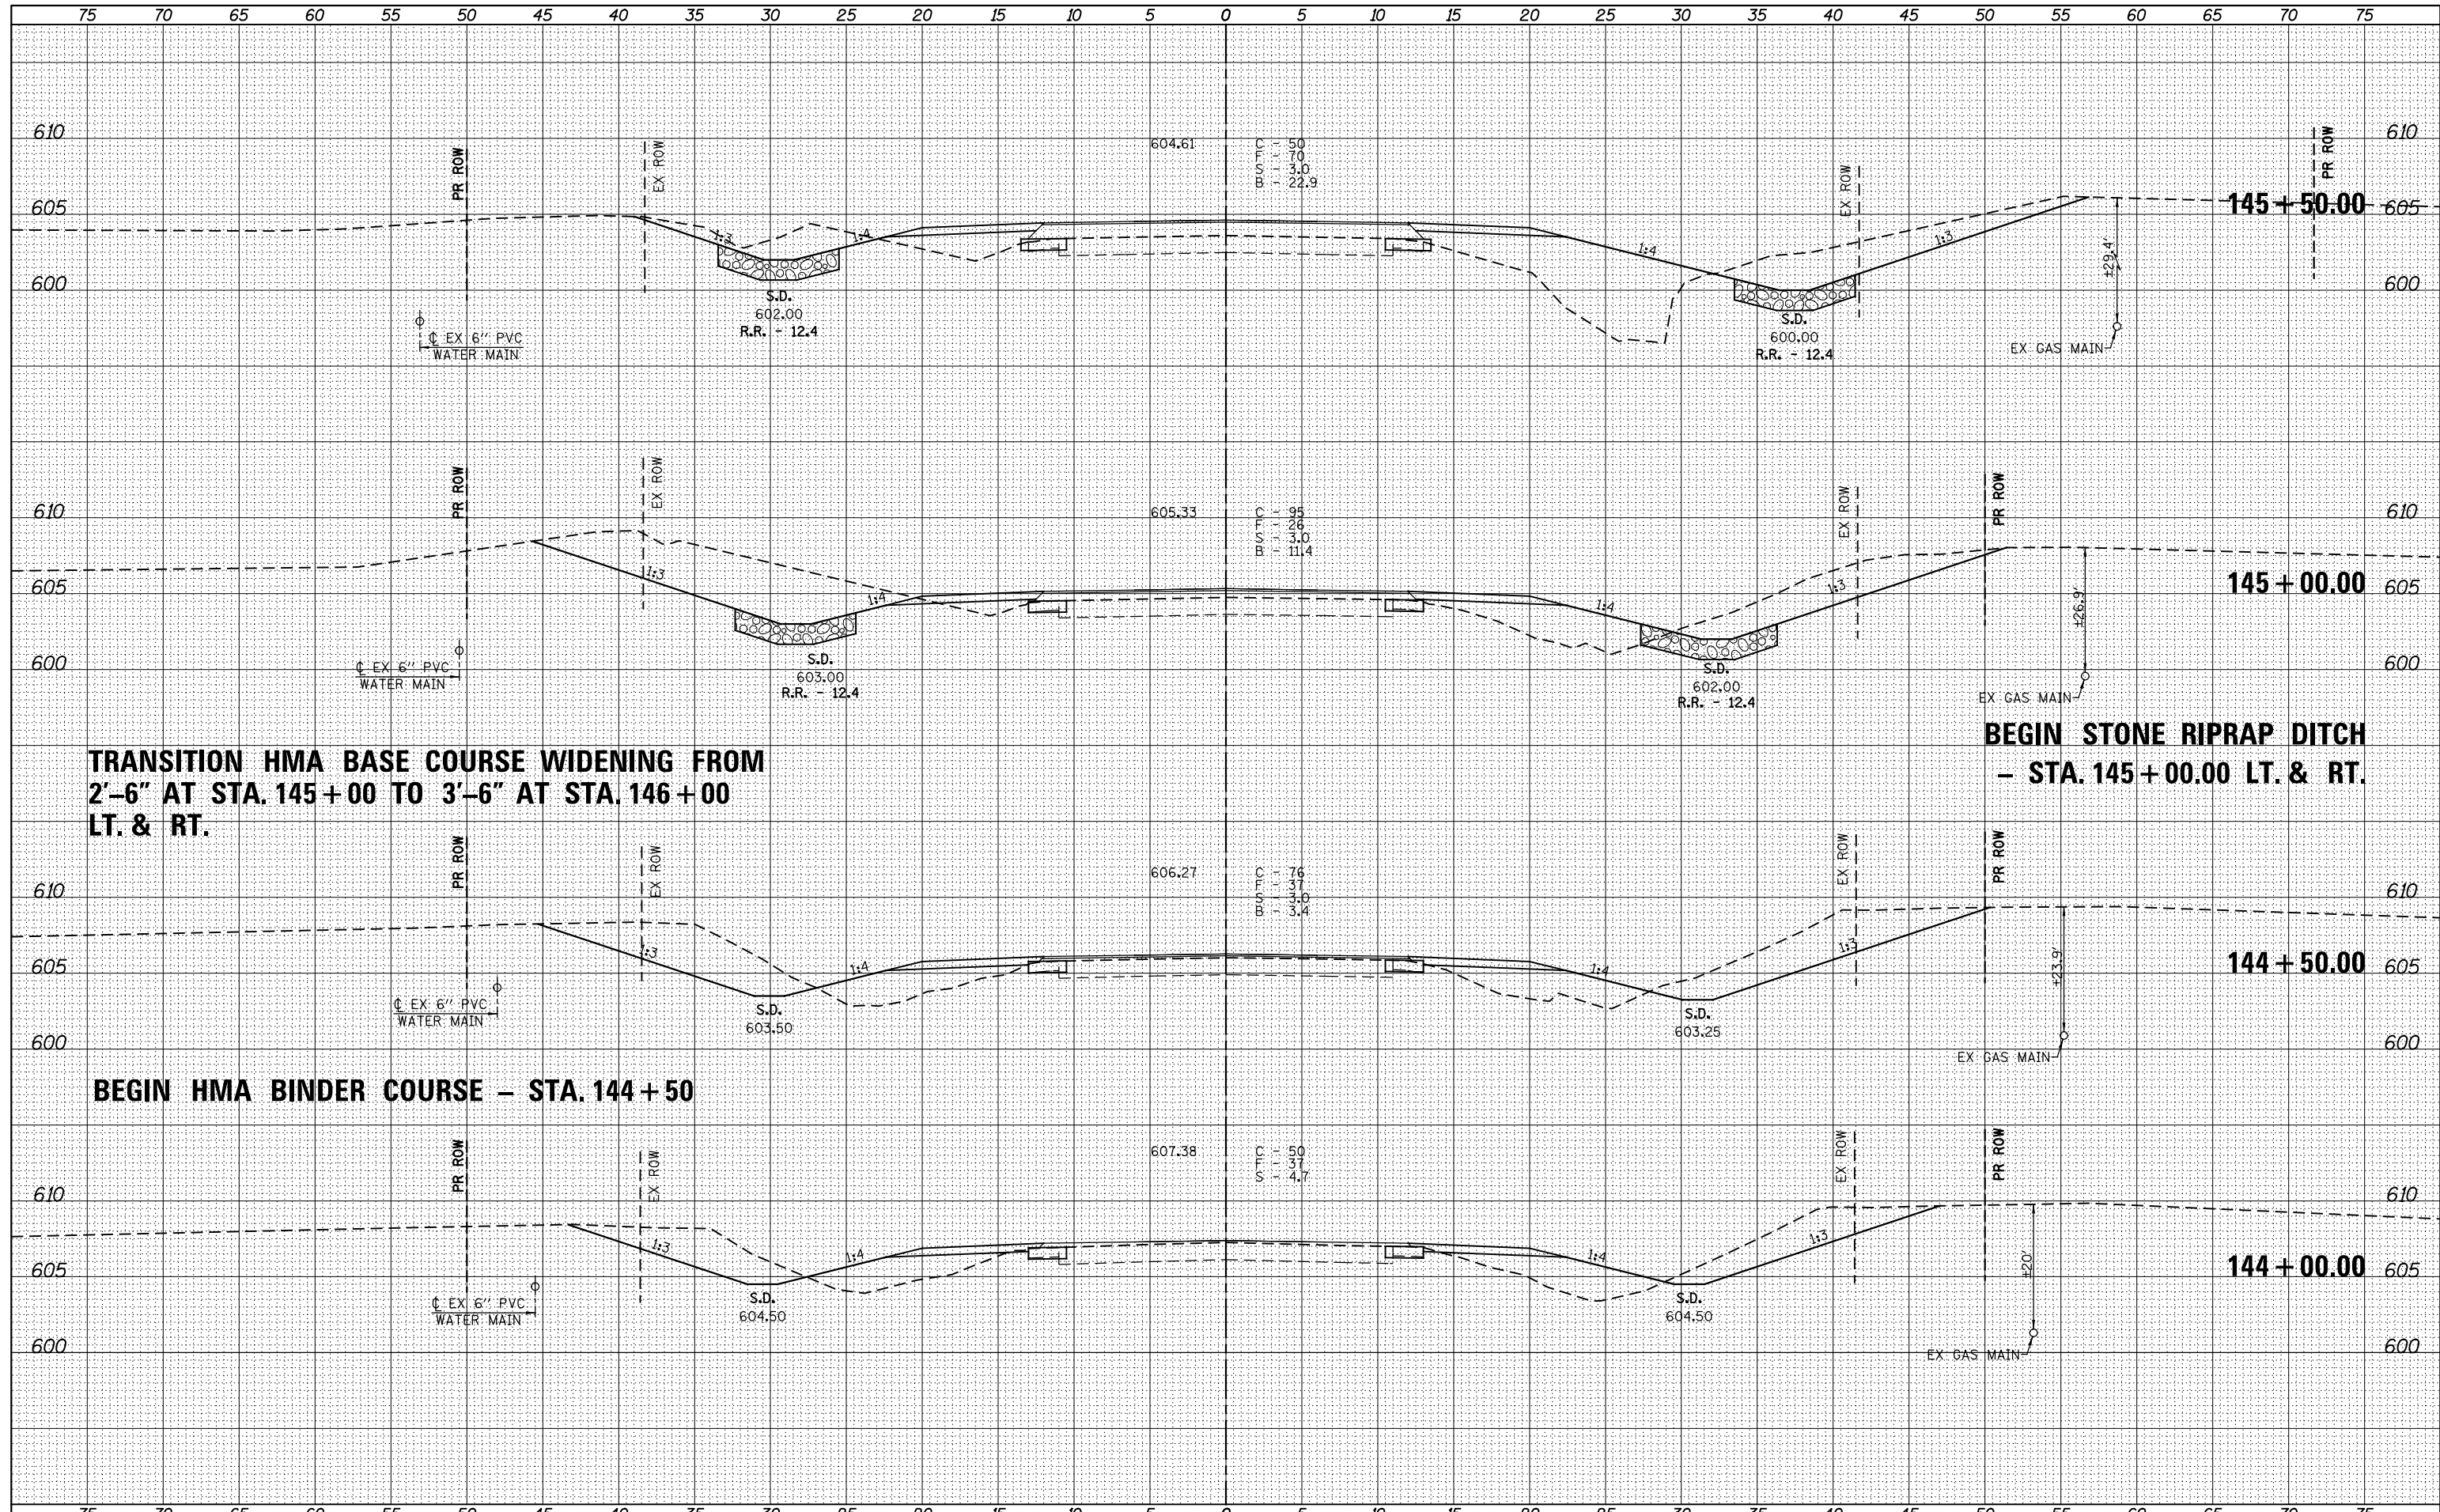 75 70 65 60 55 50 45 40 35 30 25 20 15 10 5 0 5 10 15 20 25 30 35 40 45 50 55 60 65 70 75
610 610
605 605
600 600
PR ROW
EX ROW
604.61
C - 50
F - 70
S - 3.0
B - 22.9
EX ROW
PR ROW
145+50.00
1:3
1:4
1:4
1:3
±29.4'
S.D.
602.00
R.R. - 12.4
S.D.
600.00
R.R. - 12.4
℄ EX 6" PVC
WATER MAIN
EX GAS MAIN
610 610
605 605
600 600
PR ROW
EX ROW
605.33
C - 95
F - 26
S - 3.0
B - 11.4
EX ROW
PR ROW
145+00.00
1:3
1:4
1:4
1:3
±26.9'
S.D.
603.00
R.R. - 12.4
S.D.
602.00
R.R. - 12.4
℄ EX 6" PVC
WATER MAIN
EX GAS MAIN
BEGIN STONE RIPRAP DITCH
- STA. 145+00.00 LT. & RT.
TRANSITION HMA BASE COURSE WIDENING FROM
2'-6" AT STA. 145+00 TO 3'-6" AT STA. 146+00
LT. & RT.
610 610
605 605
600 600
PR ROW
EX ROW
606.27
C - 76
F - 37
S - 3.0
B - 3.4
EX ROW
PR ROW
144+50.00
1:3
1:4
1:4
1:3
±23.9'
S.D.
603.50
S.D.
603.25
℄ EX 6" PVC
WATER MAIN
EX GAS MAIN
BEGIN HMA BINDER COURSE - STA. 144+50
610 610
605 605
600 600
PR ROW
EX ROW
607.38
C - 50
F - 37
S - 4.7
EX ROW
PR ROW
144+00.00
1:3
1:4
1:4
1:3
±20'
S.D.
604.50
S.D.
604.50
℄ EX 6" PVC
WATER MAIN
EX GAS MAIN
75 70 65 60 55 50 45 40 35 30 25 20 15 10 5 0 5 10 15 20 25 30 35 40 45 50 55 60 65 70 75